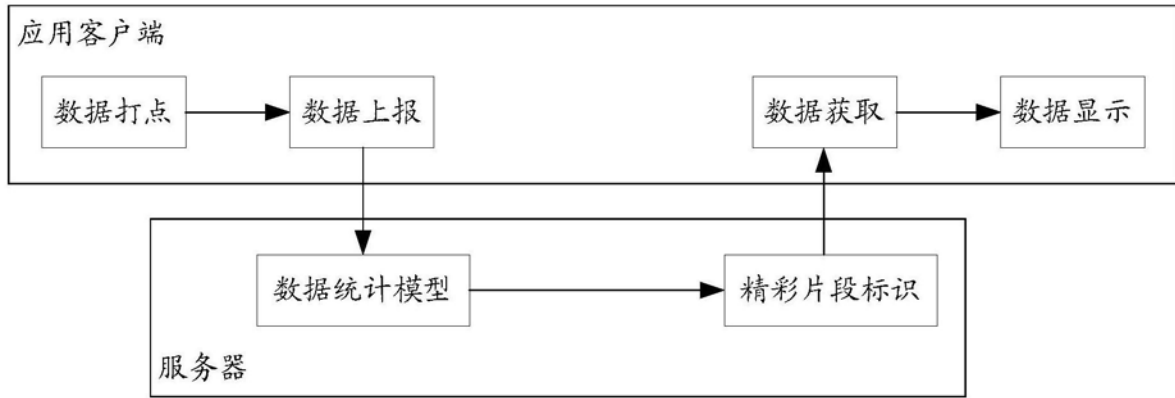 应用客户端
数据打点
数据上报
数据获取
数据显示
数据统计模型
精彩片段标识
服务器